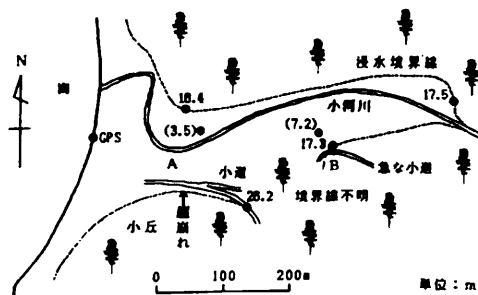 N
海
浸水境界線
17.5
18.4
小河川
(3.5)
(7.2)
GPS
17.3
A
B
急な小道
小道
境界線不明
26.2
崖崩れ
小丘
0 100 200m
単位:m